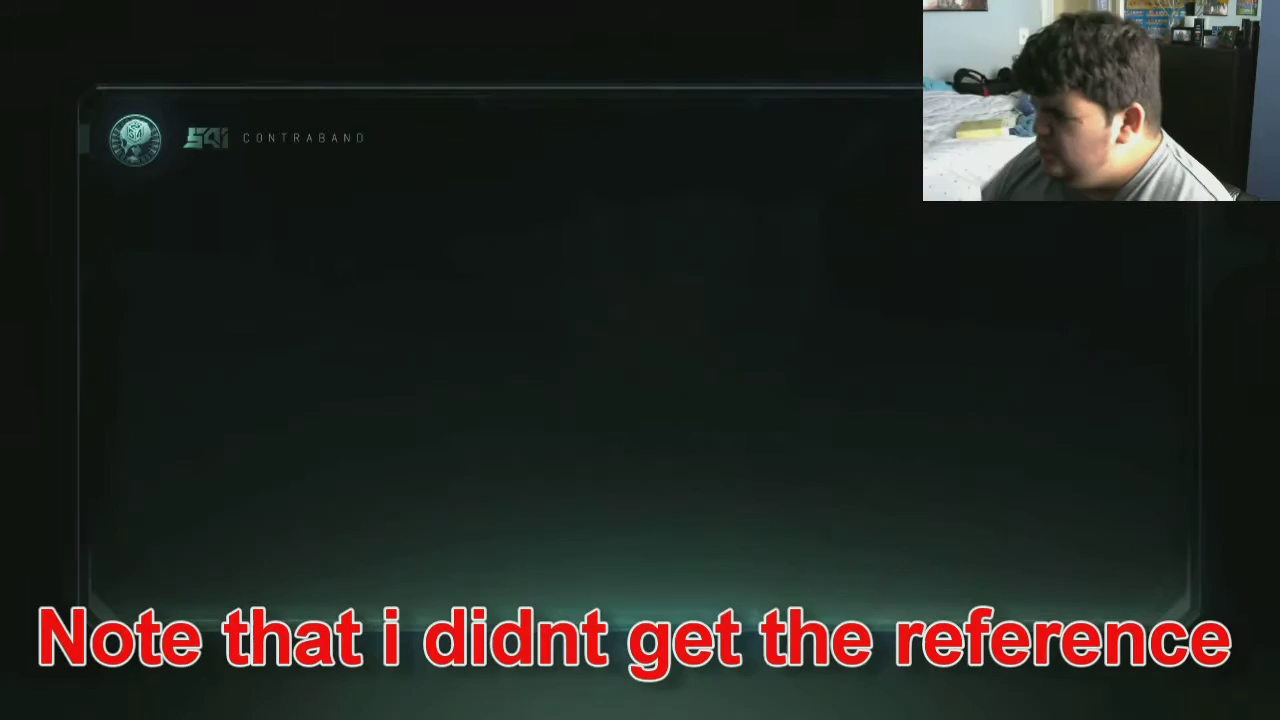 CONTRABAND
Note that i didnt get the reference